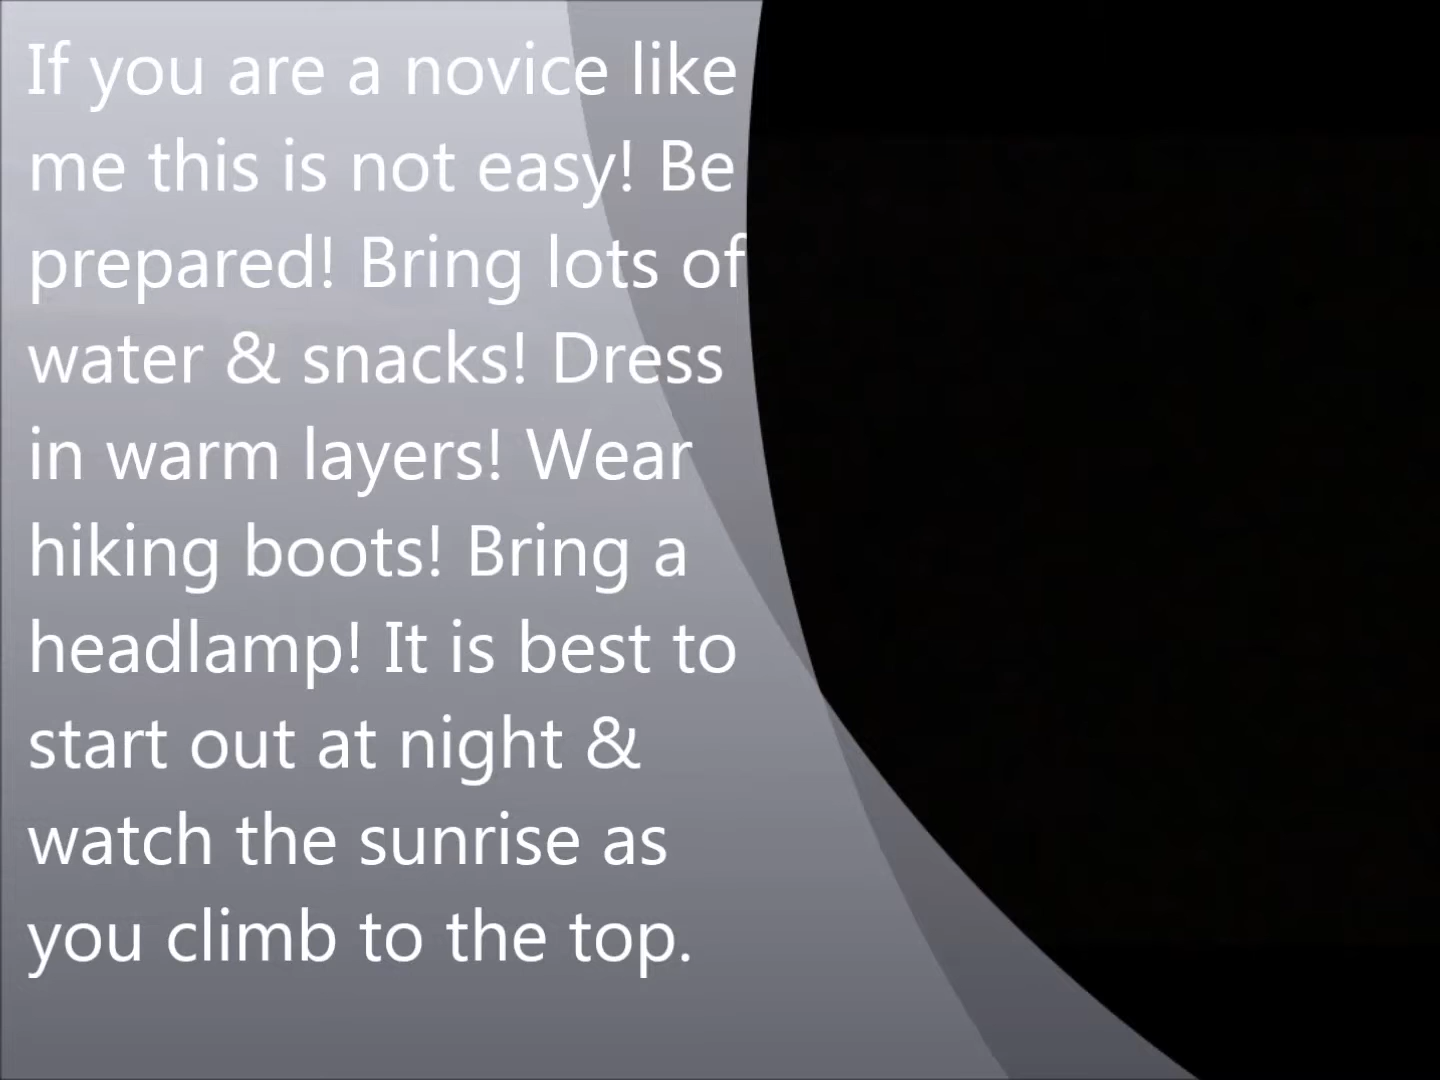 If you are a novice like
me this is not easy! Be
prepared! Bring lots of
water & snacks! Dress
in warm layers! Wear
hiking boots! Bring a
headlamp! It is best to
start out at night &
watch the sunrise as
you climb to the top.